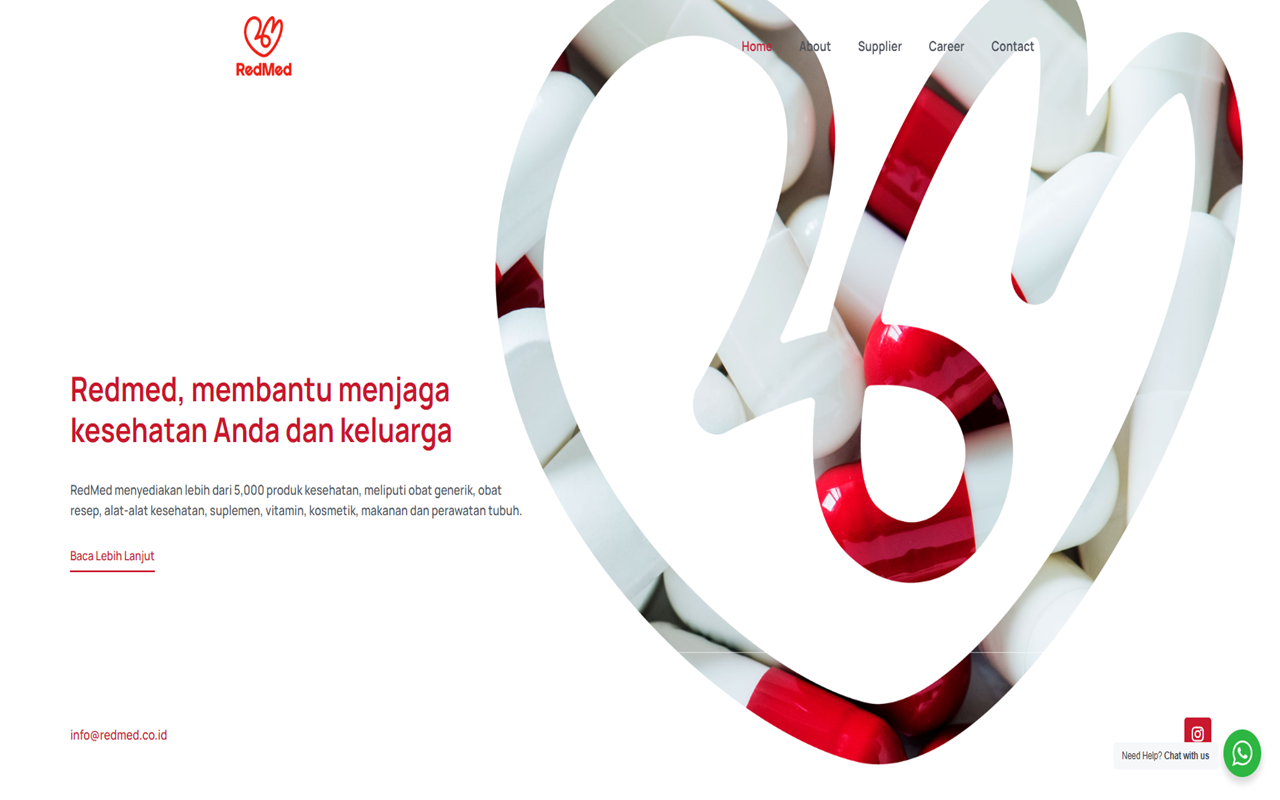 RedMed
Home
About
Supplier
Career
Contact
Redmed, membantu menjaga
kesehatan Anda dan keluarga
RedMed menyediakan lebih dari 5,000 produk kesehatan, meliputi obat generik, obat
resep, alat-alat kesehatan, suplemen, vitamin, kosmetik, makanan dan perawatan tubuh.
Baca Lebih Lanjut
info@redmed.co.id
Need Help? Chat with us